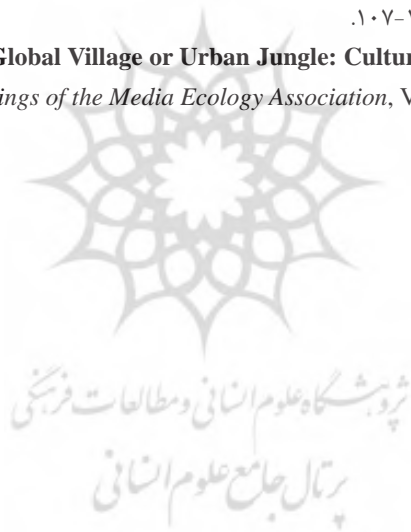 .۱۰۷-
Global Village or Urban Jungle: Cultur
ings of the Media Ecology Association, V
پژوهشگاه علوم انسانی و مطالعات فرهنگی
پرتال جامع علوم انسانی